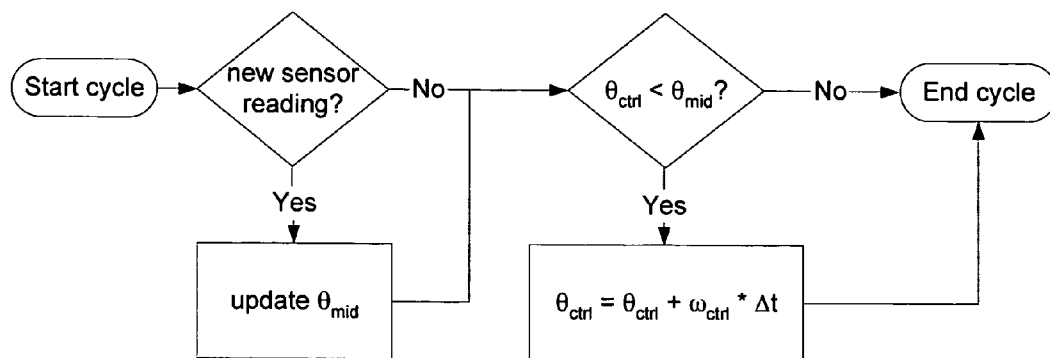 Start cycle
new sensor
reading?
No
Yes
update θmid
θctrl < θmid?
No
Yes
θctrl = θctrl + ωctrl * Δt
End cycle